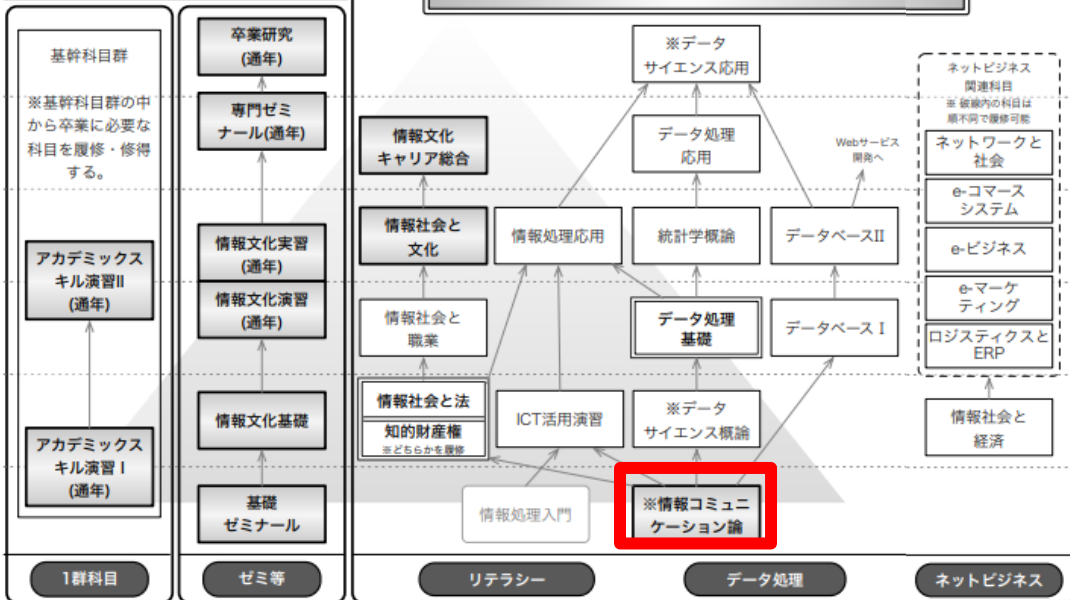 基幹科目群
※基幹科目群の中
から卒業に必要な
科目を履修・修得
する。
アカデミックス
キル演習II
(通年)
アカデミックス
キル演習Ⅰ
(通年)
1群科目
卒業研究
(通年)
専門ゼミ
ナール(通年)
情報文化実習
(通年)
情報文化演習
(通年)
情報文化基礎
基礎
ゼミナール
ゼミ等
情報文化
キャリア総合
情報社会と
文化
情報社会と
職業
情報社会と法
知的財産権
※どちらかを履修
情報処理応用
ICT活用演習
情報処理入門
リテラシー
※データ
サイエンス応用
データ処理
応用
統計学概論
データ処理
基礎
※データ
サイエンス概論
※情報コミュニ
ケーション論
Webサービス
開発へ
データベースII
データベースⅠ
データ処理
ネットビジネス
関連科目
※ 破線内の科目は
順不同で履修可能
ネットワークと
社会
e-コマース
システム
e-ビジネス
e-マーケ
ティング
ロジスティクスと
ERP
情報社会と
経済
ネットビジネス